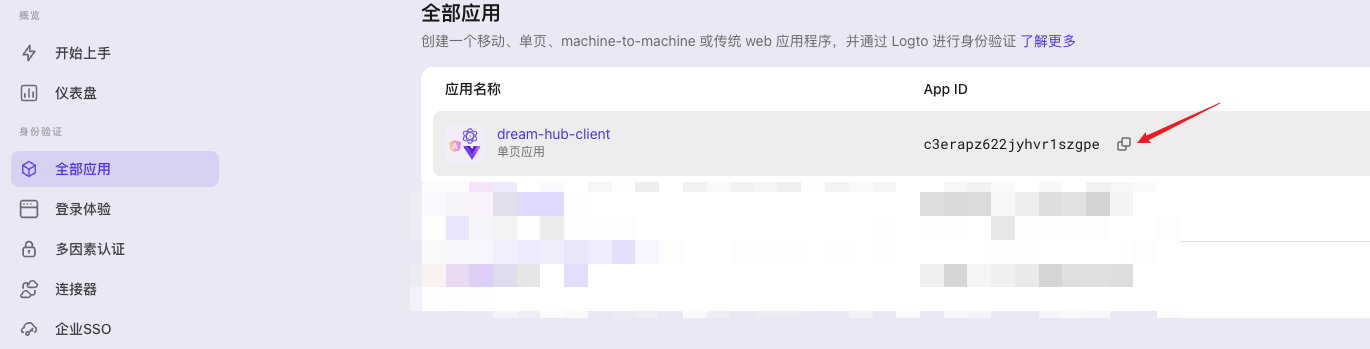 概览
开始上手
仪表盘
身份验证
全部应用
登录体验
多因素认证
连接器
企业SSO
全部应用
创建一个移动、单页、machine-to-machine 或传统 web 应用程序，并通过 Logto 进行身份验证 了解更多
应用名称 App ID
dream-hub-client
单页应用
c3erapz622jyhvr1szgpe